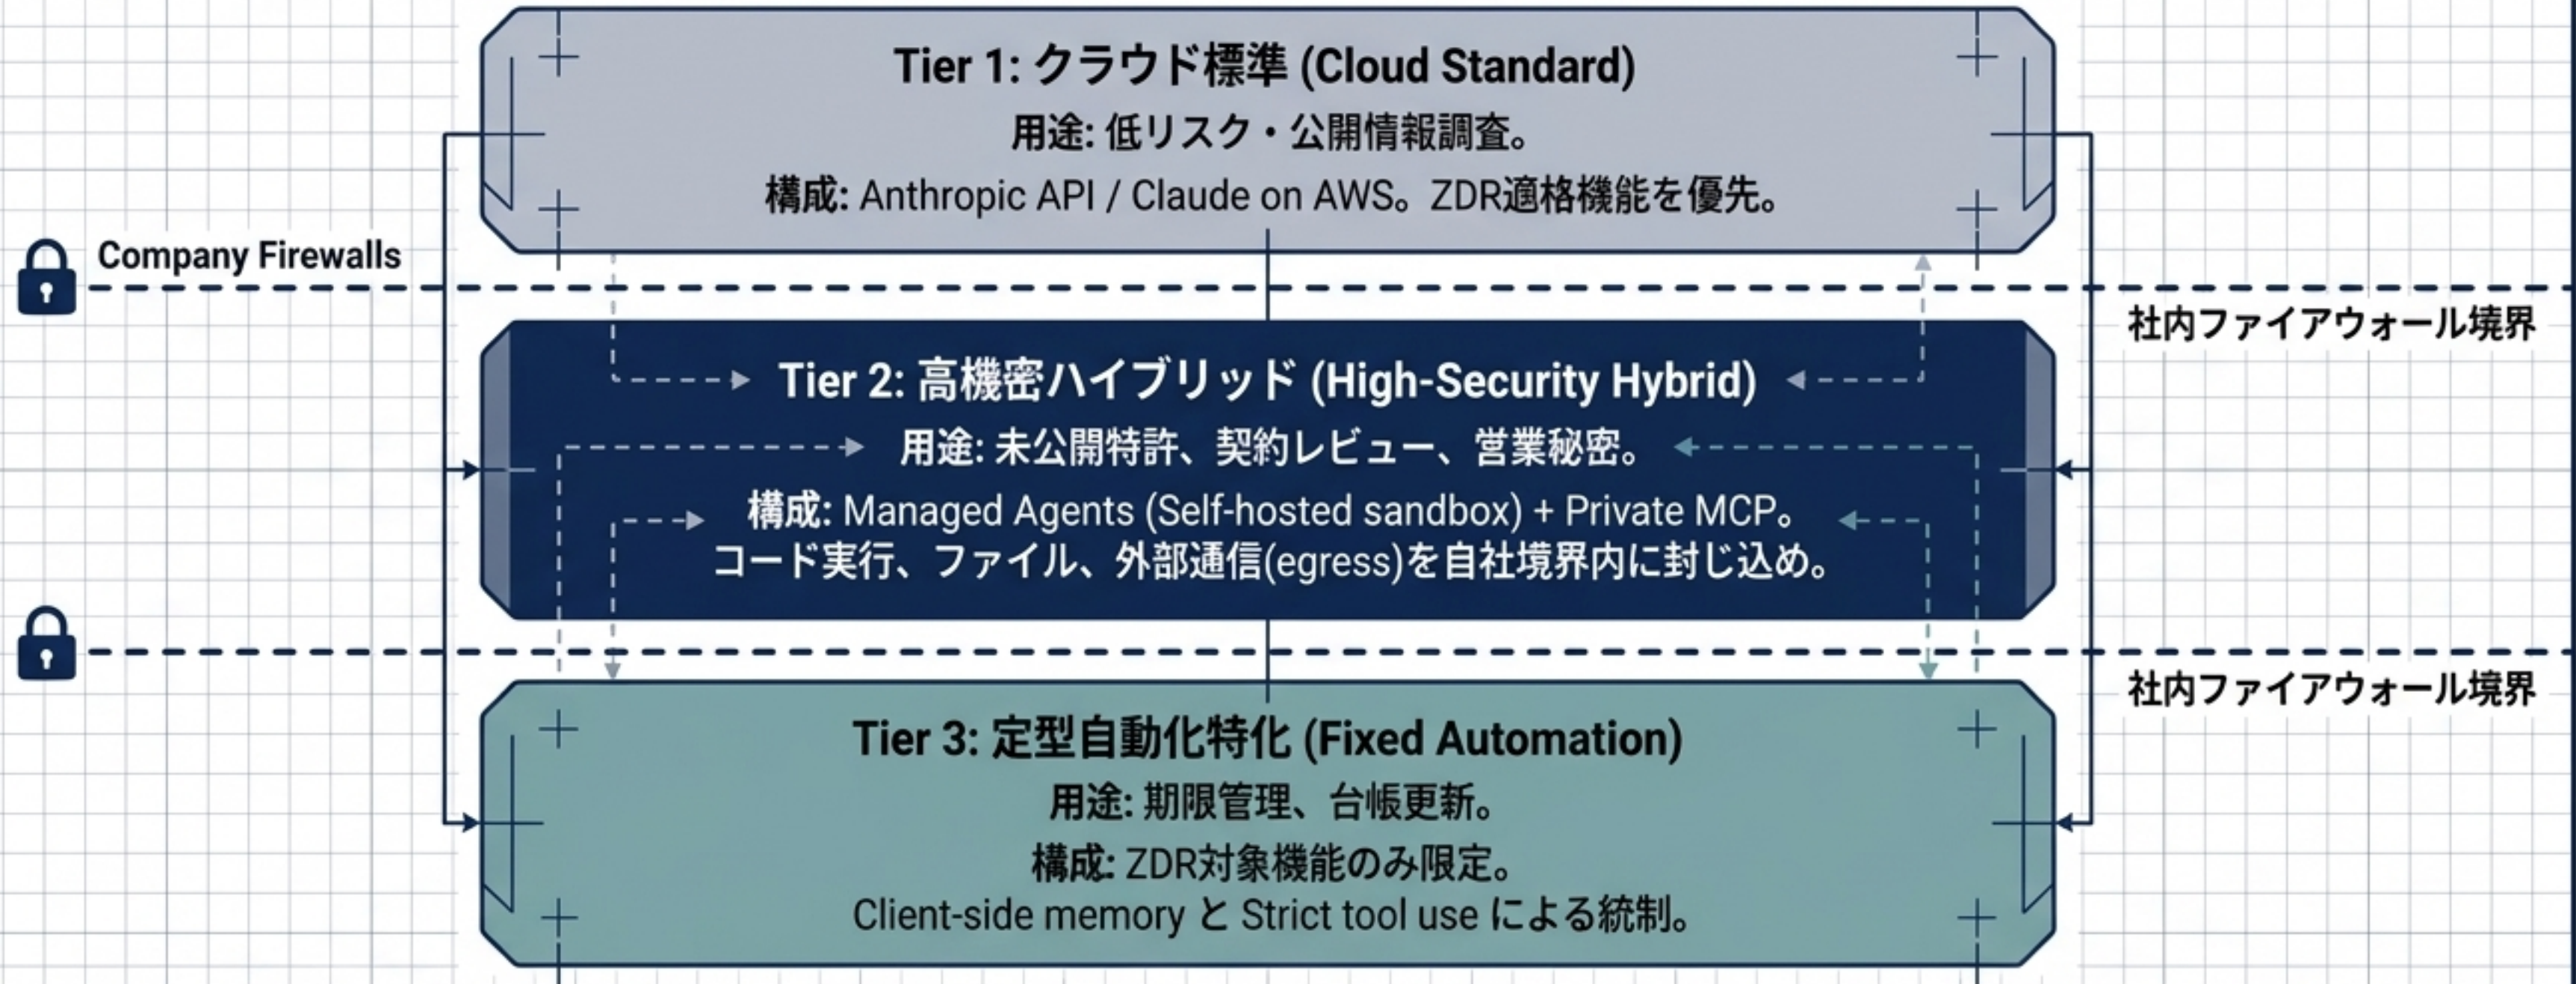 Tier 1: クラウド標準 (Cloud Standard)
用途: 低リスク・公開情報調査。
構成: Anthropic API / Claude on AWS。ZDR適格機能を優先。
Company Firewalls
社内ファイアウォール境界
Tier 2: 高機密ハイブリッド (High-Security Hybrid)
用途: 未公開特許、契約レビュー、営業秘密。
構成: Managed Agents (Self-hosted sandbox) + Private MCP。
コード実行、ファイル、外部通信(egress)を自社境界内に封じ込め。
社内ファイアウォール境界
Tier 3: 定型自動化特化 (Fixed Automation)
用途: 期限管理、台帳更新。
構成: ZDR対象機能のみ限定。
Client-side memory と Strict tool use による統制。